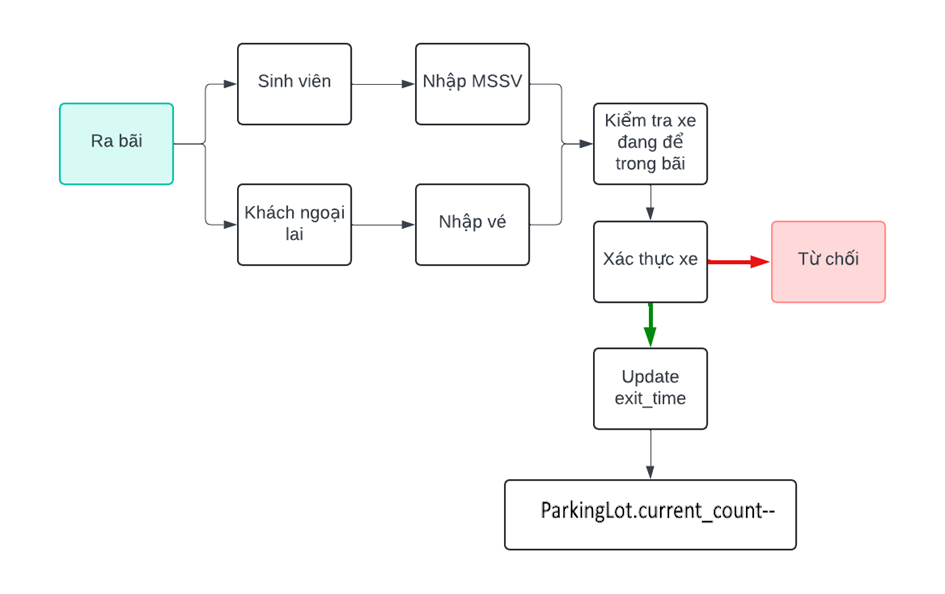 Ra bãi
Sinh viên
Nhập MSSV
Khách ngoại
lai
Nhập vé
Kiểm tra xe
đang để
trong bãi
Xác thực xe
Từ chối
Update
exit_time
ParkingLot.current_count--